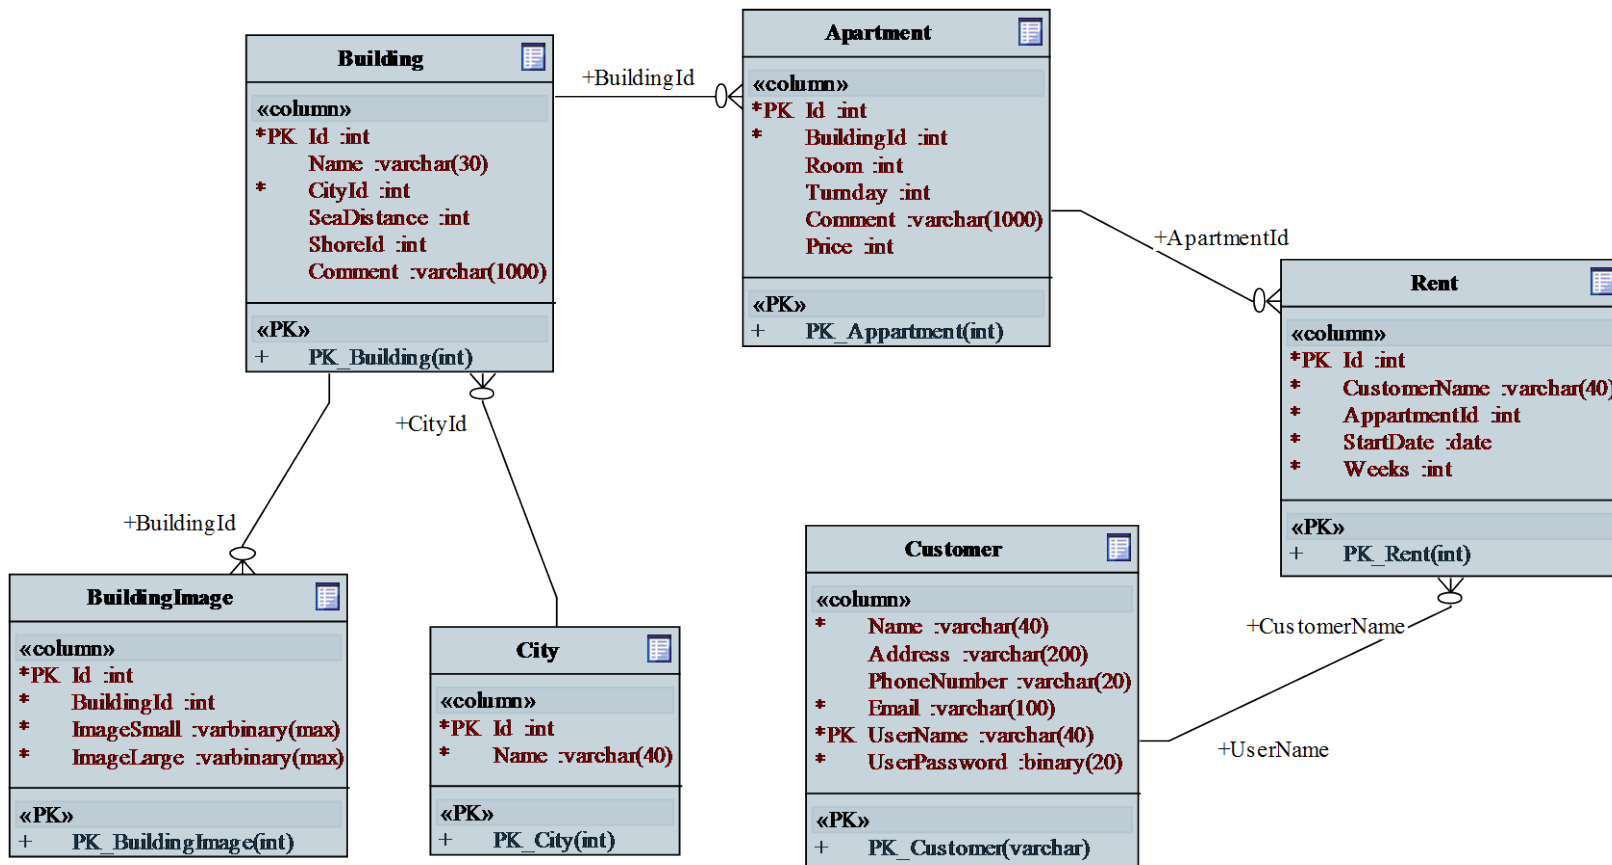 Building
«column»
*PK Id :int
Name :varchar(30)
* CityId :int
SeaDistance :int
ShoreId :int
Comment :varchar(1000)
«PK»
+ PK_Building(int)
+BuildingId
Apartment
«column»
*PK Id :int
* BuildingId :int
Room :int
Turnday :int
Comment :varchar(1000)
Price :int
«PK»
+ PK_Appartment(int)
+ApartmentId
Rent
«column»
*PK Id :int
* CustomerName :varchar(40)
* AppartmentId :int
* StartDate :date
* Weeks :int
«PK»
+ PK_Rent(int)
+CityId
+BuildingId
BuildingImage
«column»
*PK Id :int
* BuildingId :int
* ImageSmall :varbinary(max)
* ImageLarge :varbinary(max)
«PK»
+ PK_BuildingImage(int)
City
«column»
*PK Id :int
* Name :varchar(40)
«PK»
+ PK_City(int)
Customer
«column»
* Name :varchar(40)
Address :varchar(200)
PhoneNumber :varchar(20)
* Email :varchar(100)
*PK UserName :varchar(40)
* UserPassword :binary(20)
«PK»
+ PK_Customer(varchar)
+CustomerName
+UserName